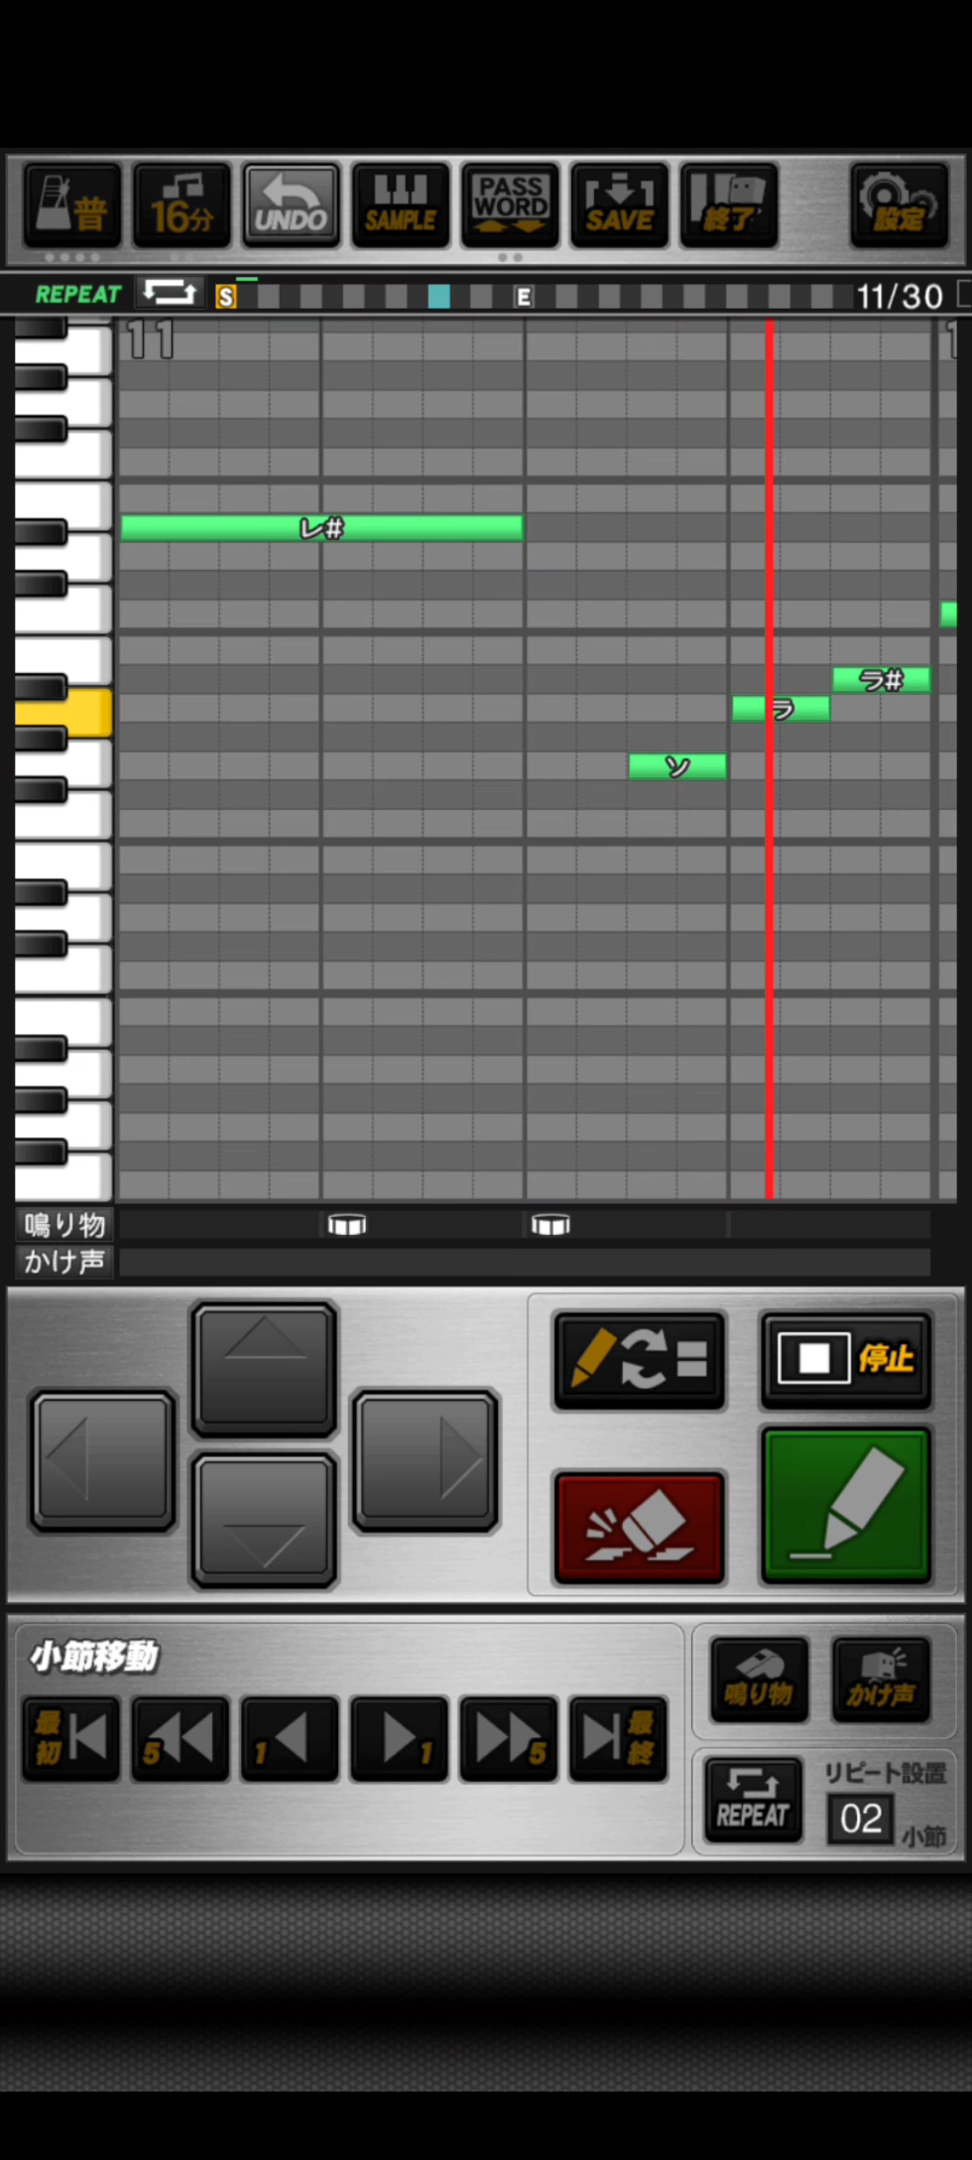 普
16分
UNDO
SAMPLE
PASS
WORD
SAVE
終了
設定
REPEAT
S
E
11/30
11
レ#
ラ#
ラ
ソ
鳴り物
かけ声
停止
小節移動
最初
5
1
1
5
最終
鳴り物
かけ声
REPEAT
リピート設置
02
小節